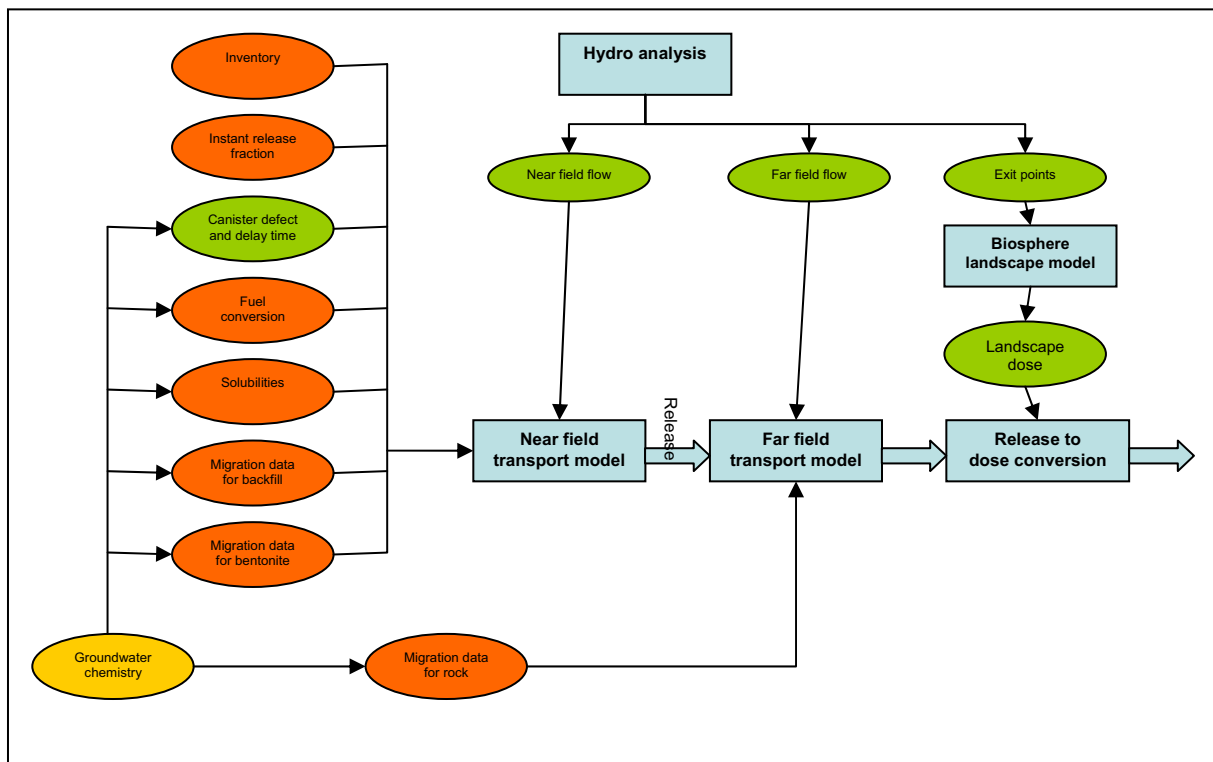 Inventory
Hydro analysis
Instant release
fraction
Near field flow
Far field flow
Exit points
Canister defect
and delay time
Biosphere
landscape model
Fuel
conversion
Landscape
dose
Solubilities
Release
Near field
transport model
Far field
transport model
Release to
dose conversion
Migration data
for backfill
Migration data
for bentonite
Groundwater
chemistry
Migration data
for rock